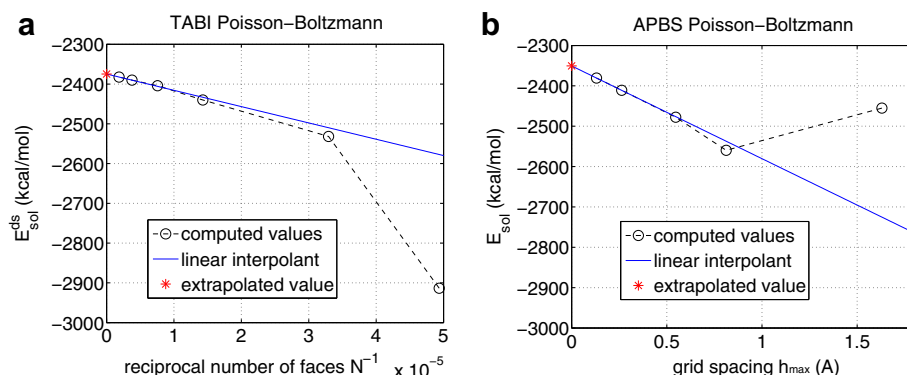 a
TABI Poisson−Boltzmann
−2300
−2400
−2500
−2600
−2700
−2800
−2900
−3000
E_sol^ds (kcal/mol)
computed values
linear interpolant
extrapolated value
0 1 2 3 4 5
reciprocal number of faces N^−1
x 10^−5
b
APBS Poisson−Boltzmann
−2300
−2400
−2500
−2600
−2700
−2800
−2900
−3000
E_sol (kcal/mol)
computed values
linear interpolant
extrapolated value
0 0.5 1 1.5
grid spacing h_max (A)